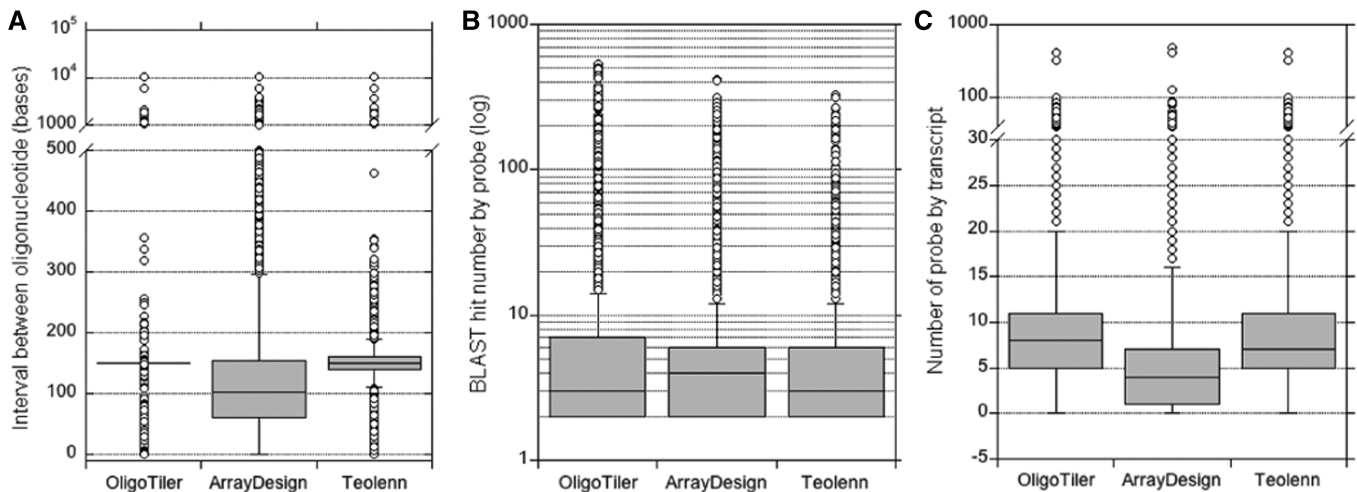 A
Interval between oligonucleotide (bases)
10⁵
10⁴
1000
500
400
300
200
100
0
OligoTiler ArrayDesign Teolenn
B
BLAST hit number by probe (log)
1000
100
10
1
OligoTiler ArrayDesign Teolenn
C
Number of probe by transcript
1000
100
30
25
20
15
10
5
0
-5
OligoTiler ArrayDesign Teolenn